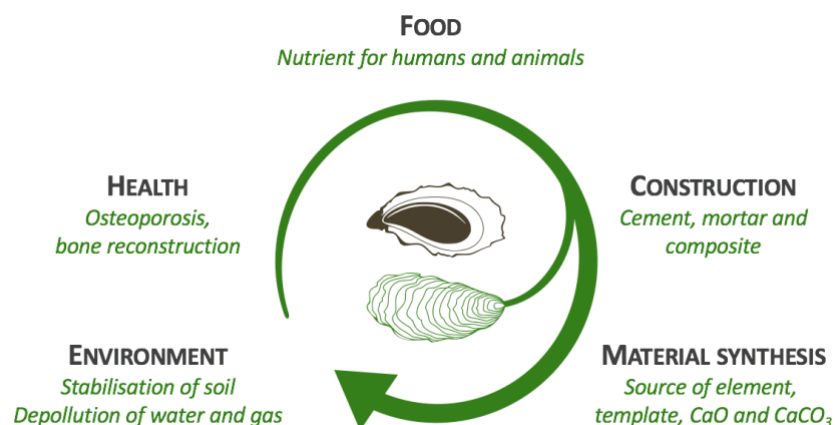 FOOD
Nutrient for humans and animals
HEALTH
Osteoporosis,
bone reconstruction
CONSTRUCTION
Cement, mortar and
composite
ENVIRONMENT
Stabilisation of soil
Depollution of water and gas
MATERIAL SYNTHESIS
Source of element,
template, CaO and CaCO₃